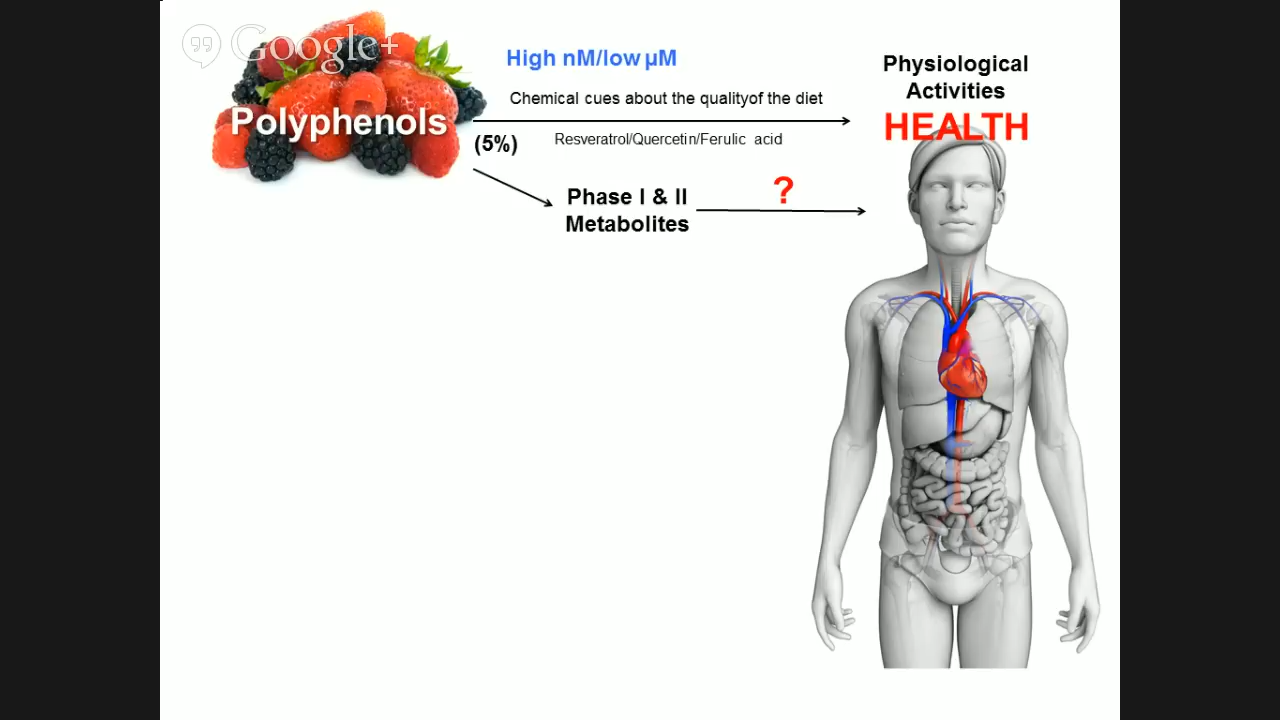 Google+
Polyphenols
(5%)
High nM/low µM
Chemical cues about the qualityof the diet
Resveratrol/Quercetin/Ferulic acid
Phase I & II
Metabolites
?
Physiological
Activities
HEALTH